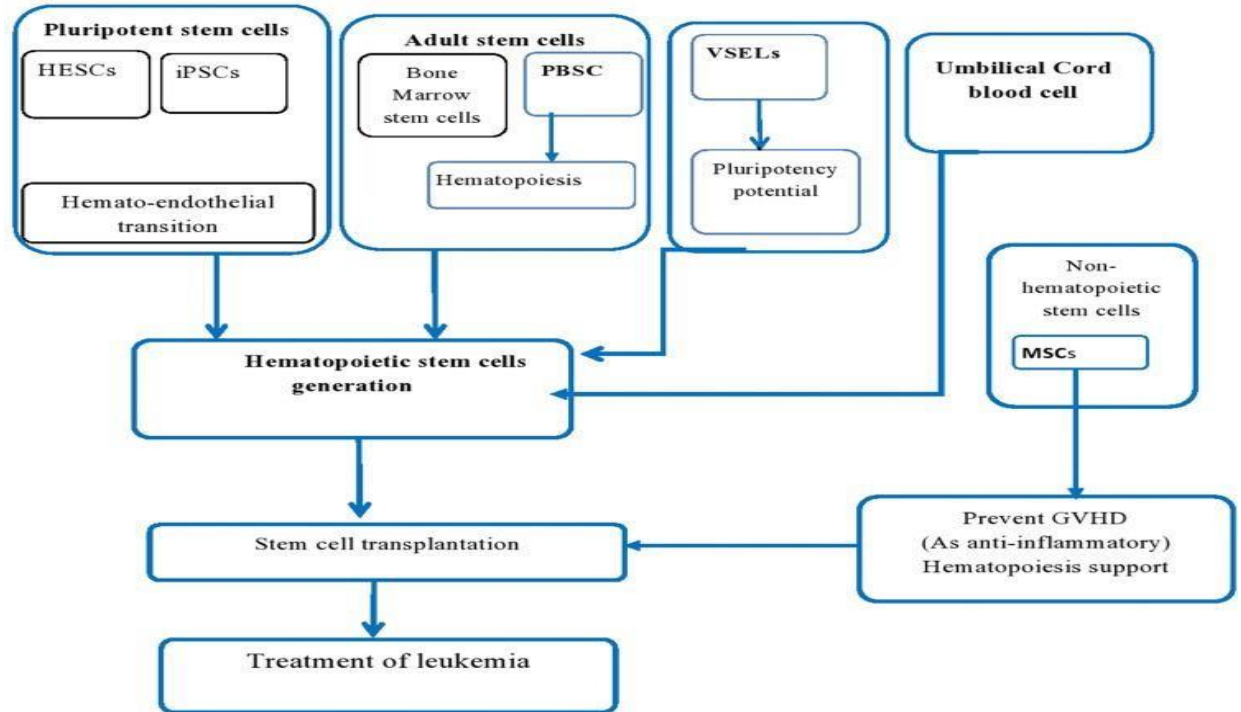 Pluripotent stem cells
HESCs
iPSCs
Hemato-endothelial
transition
Adult stem cells
Bone
Marrow
stem cells
PBSC
Hematopoiesis
VSELs
Pluripotency
potential
Umbilical Cord
blood cell
Non-
hematopoietic
stem cells
MSCs
Hematopoietic stem cells
generation
Prevent GVHD
(As anti-inflammatory)
Hematopoiesis support
Stem cell transplantation
Treatment of leukemia